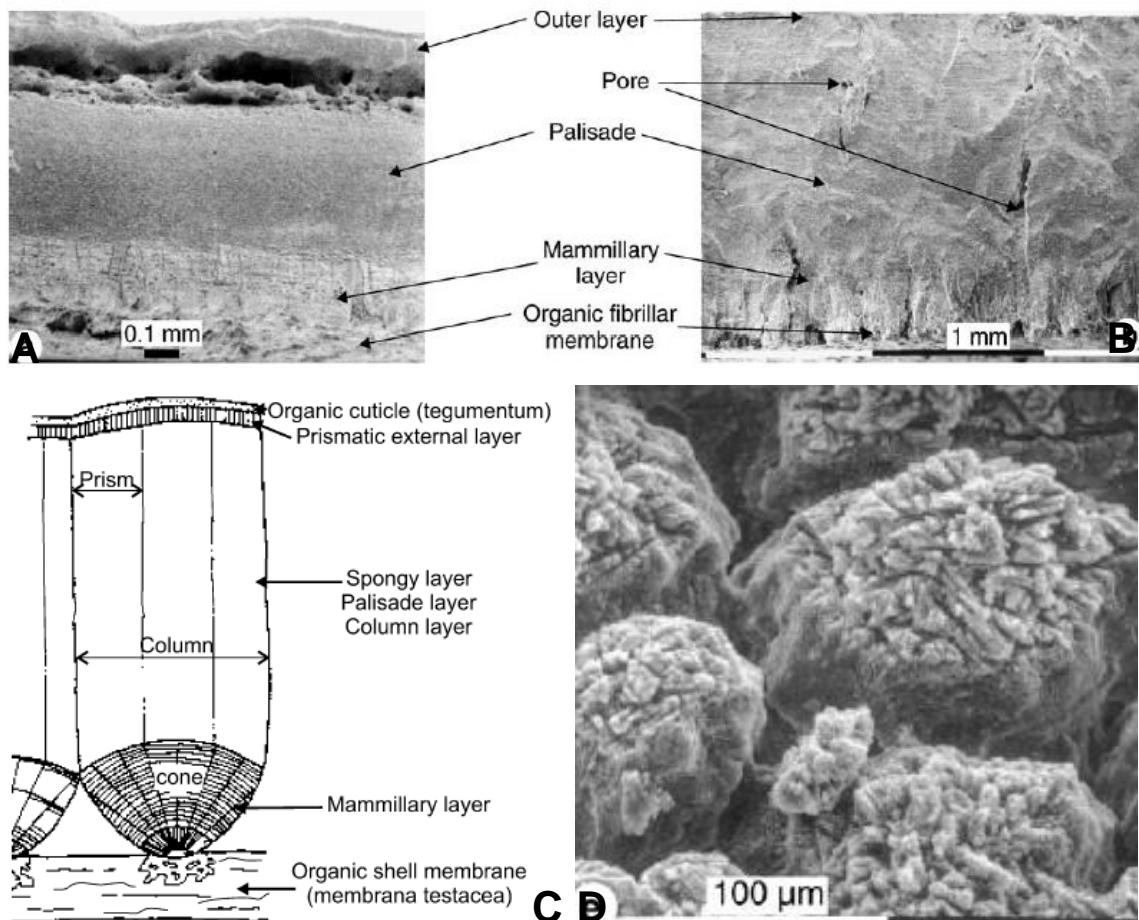 Outer layer
Pore
Palisade
Mammillary
layer
Organic fibrillar
membrane
0.1 mm
A
1 mm
B
Organic cuticle (tegumentum)
Prismatic external layer
Prism
Spongy layer
Palisade layer
Column layer
Column
cone
Mammillary layer
Organic shell membrane
(membrana testacea)
C
D
100 µm